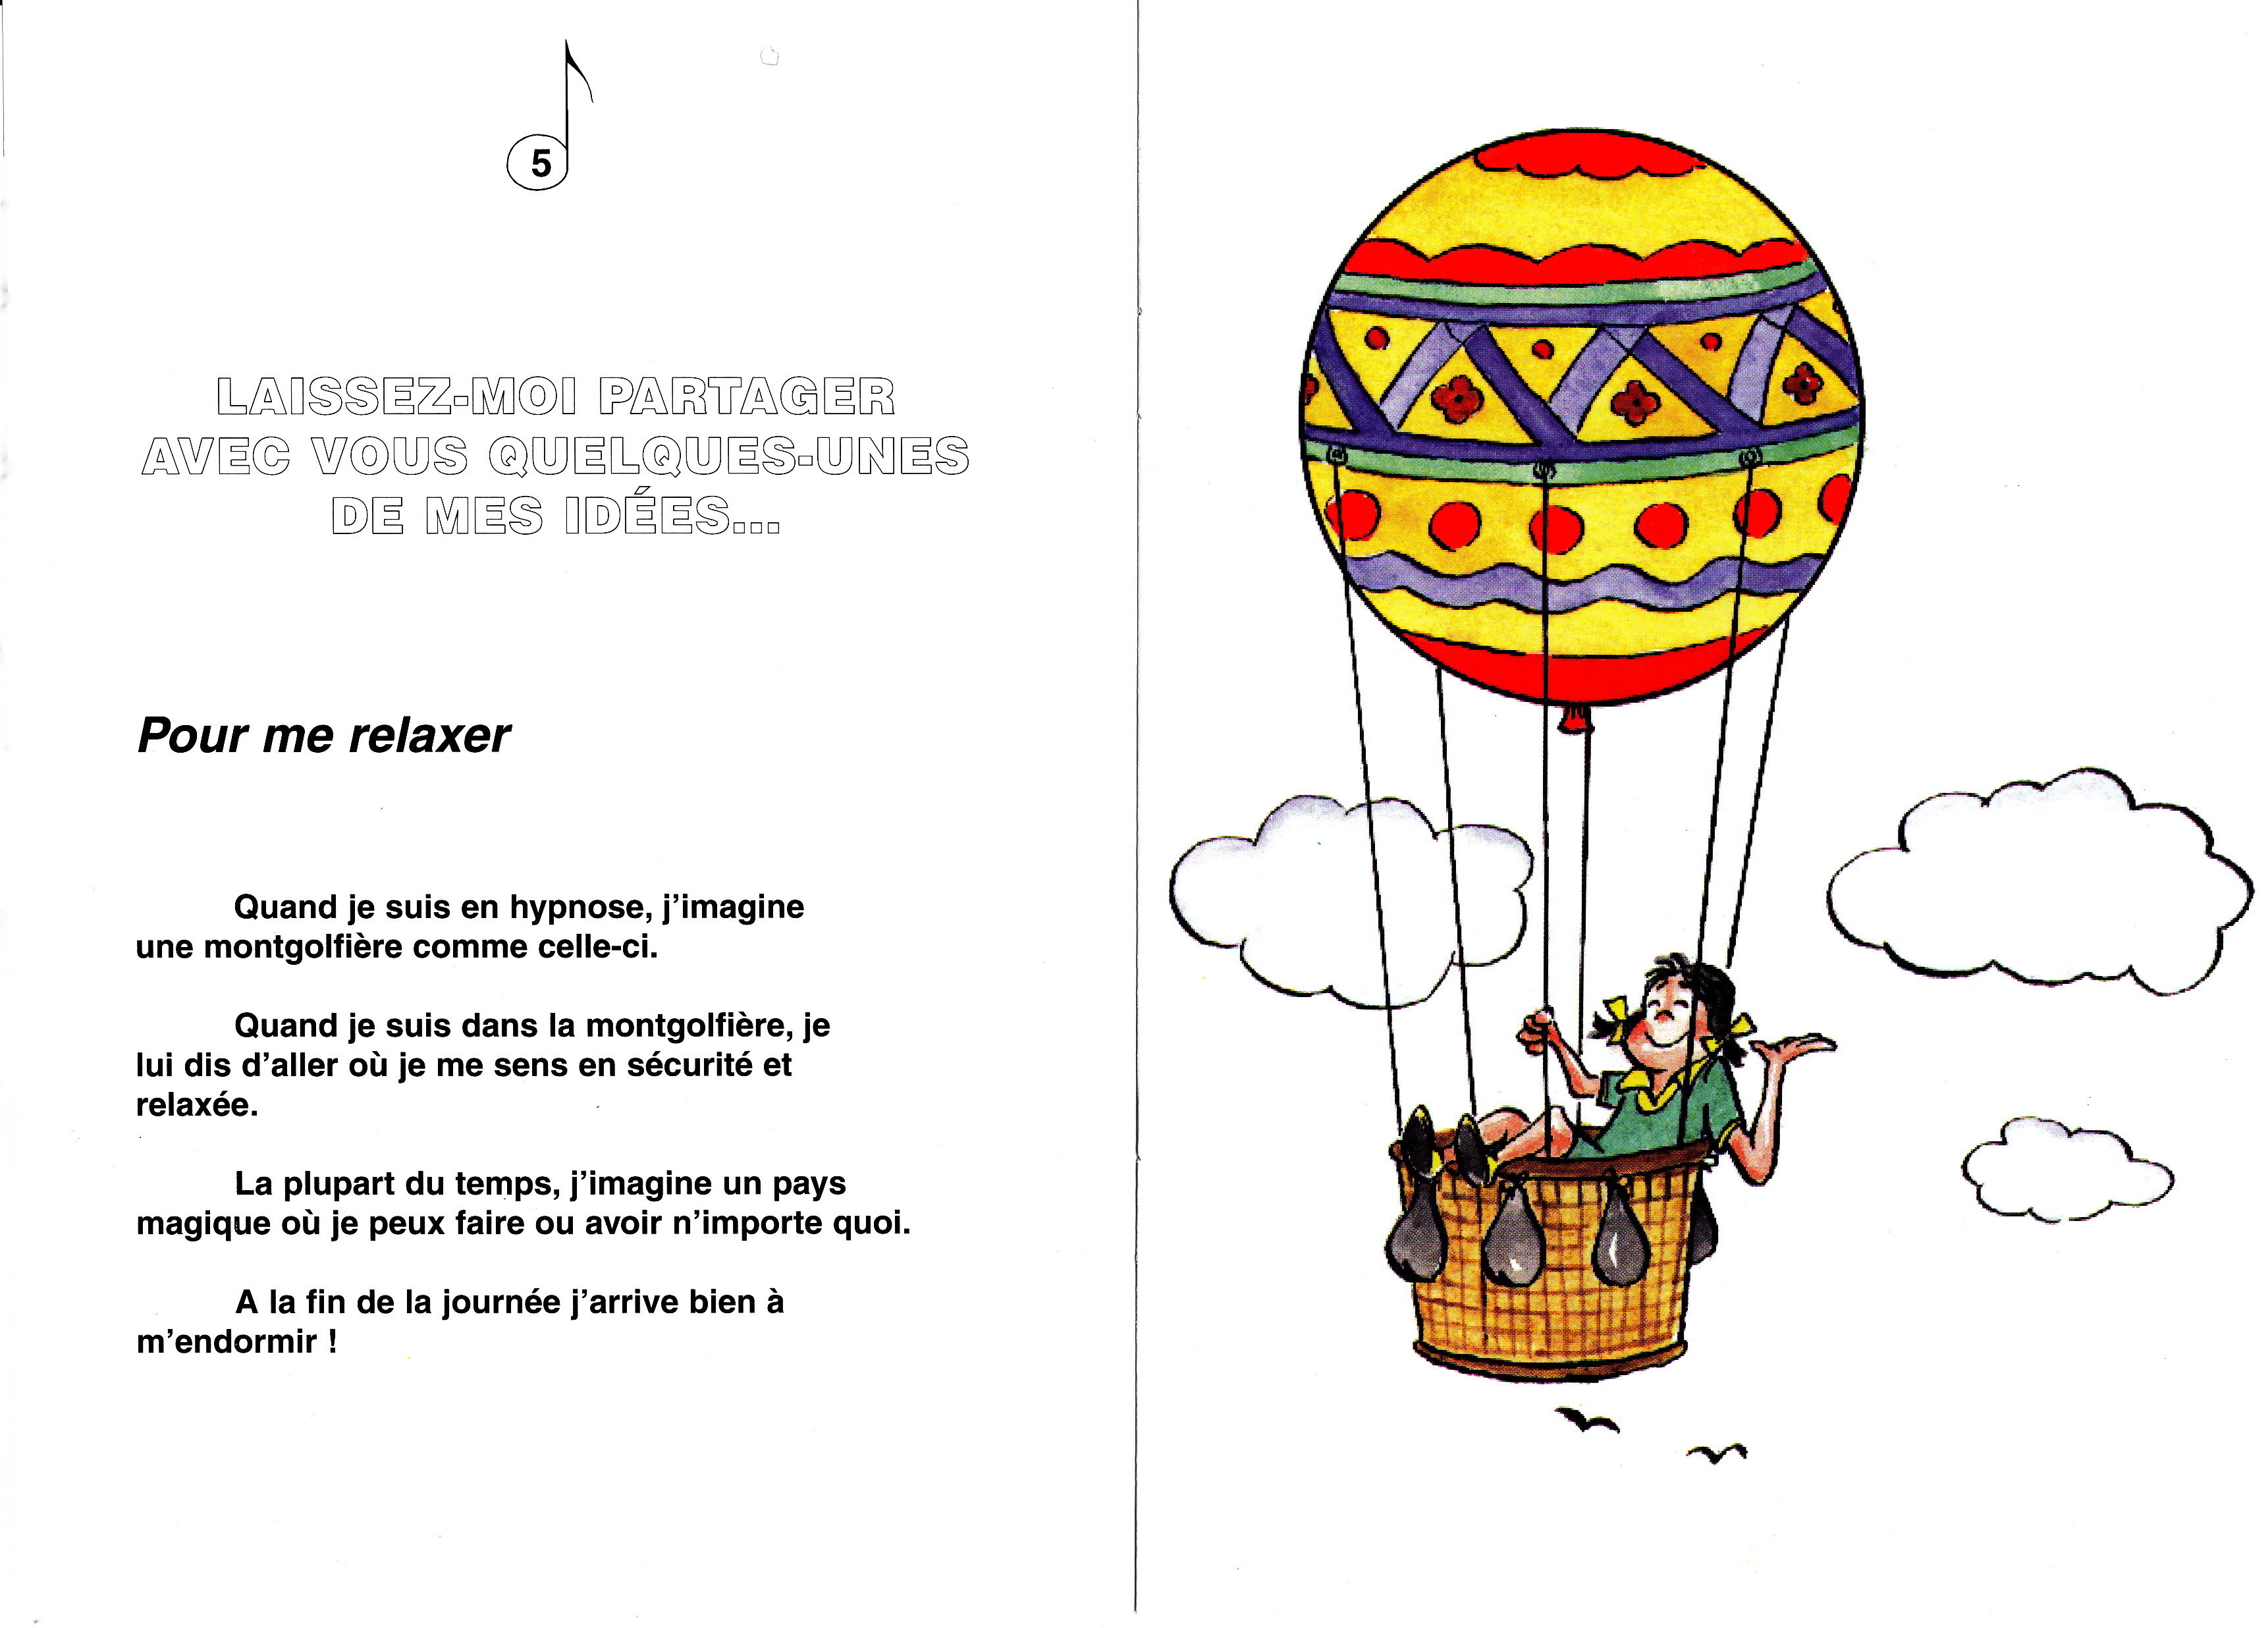 5
LAISSEZ-MOI PARTAGER
AVEC VOUS QUELQUES-UNES
DE MES IDÉES...
Pour me relaxer
Quand je suis en hypnose, j’imagine
une montgolfière comme celle-ci.
Quand je suis dans la montgolfière, je
lui dis d’aller où je me sens en sécurité et
relaxée.
La plupart du temps, j’imagine un pays
magique où je peux faire ou avoir n’importe quoi.
A la fin de la journée j’arrive bien à
m’endormir !